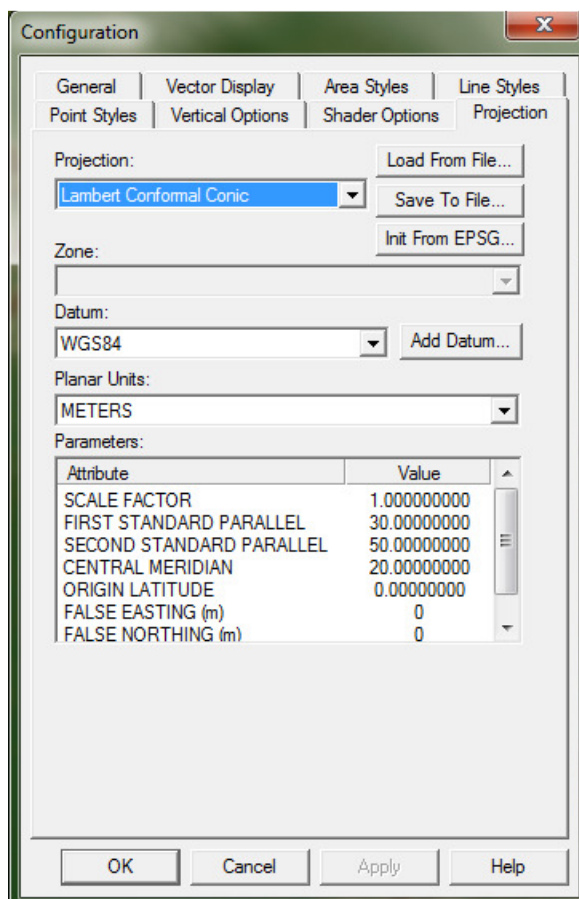 Configuration
General Vector Display Area Styles Line Styles
Point Styles Vertical Options Shader Options Projection
Projection: Load From File...
Lambert Conformal Conic Save To File...
Init From EPSG...
Zone:
Datum:
WGS84 Add Datum...
Planar Units:
METERS
Parameters:
Attribute Value
SCALE FACTOR 1.000000000
FIRST STANDARD PARALLEL 30.00000000
SECOND STANDARD PARALLEL 50.00000000
CENTRAL MERIDIAN 20.00000000
ORIGIN LATITUDE 0.00000000
FALSE EASTING (m) 0
FALSE NORTHING (m) 0
OK Cancel Apply Help